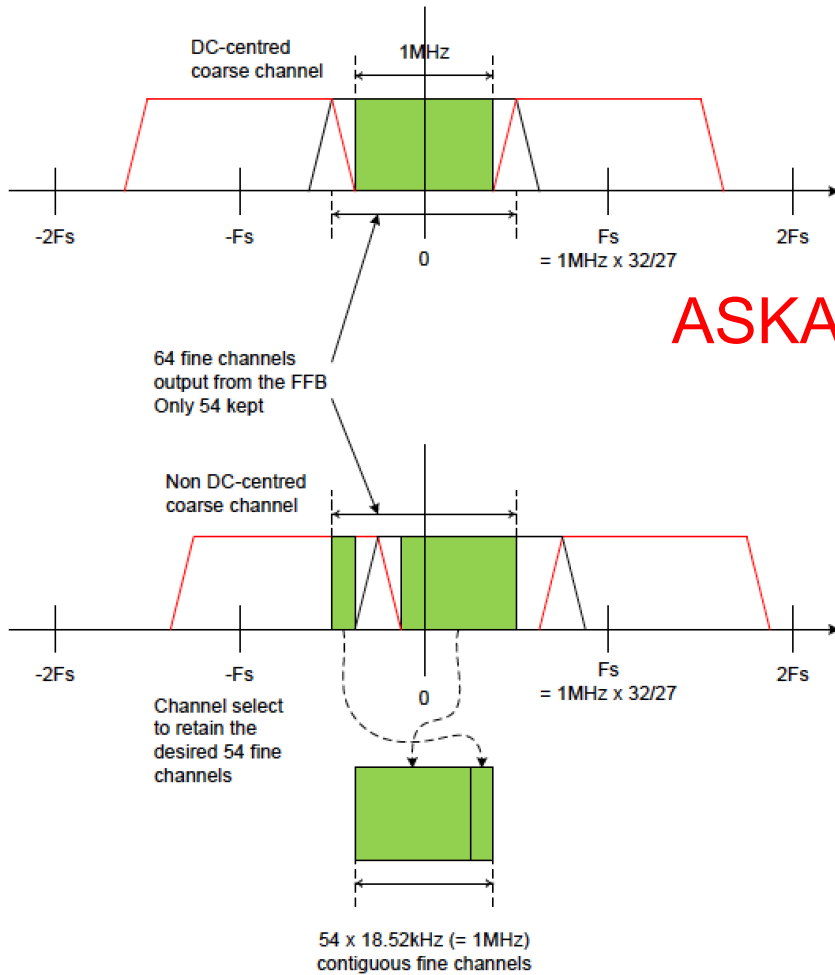 DC-centred
coarse channel
1MHz
-2Fs
-Fs
0
Fs
2Fs
= 1MHz x 32/27
ASKA
64 fine channels
output from the FFB
Only 54 kept
Non DC-centred
coarse channel
-2Fs
-Fs
0
Fs
2Fs
= 1MHz x 32/27
Channel select
to retain the
desired 54 fine
channels
54 x 18.52kHz (= 1MHz)
contiguous fine channels